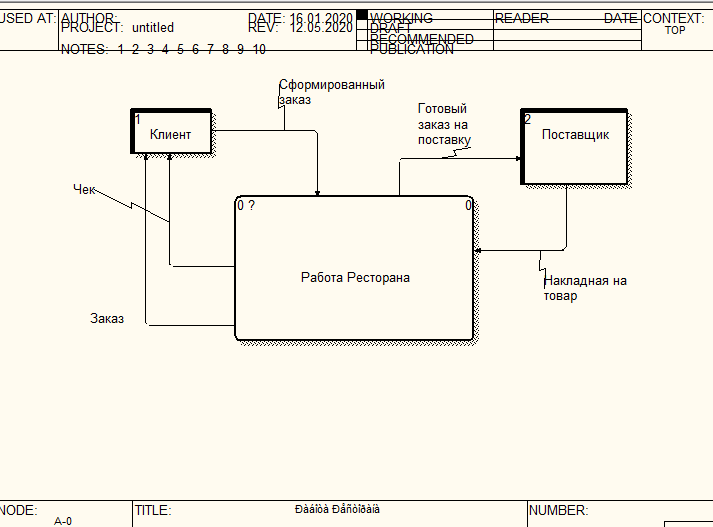 USED AT:
AUTHOR:
DATE: 16.01.2020
PROJECT: untitled
REV: 12.05.2020
NOTES: 1 2 3 4 5 6 7 8 9 10
WORKING
DRAFT
RECOMMENDED
PUBLICATION
READER
DATE
CONTEXT:
TOP
Сформированный
заказ
1
Клиент
Готовый
заказ на
поставку
2
Поставщик
Чек
0 ?
0
Работа Ресторана
Накладная на
товар
Заказ
NODE:
A-0
TITLE:
Ðàáîòà Ðåñòîðàíà
NUMBER: